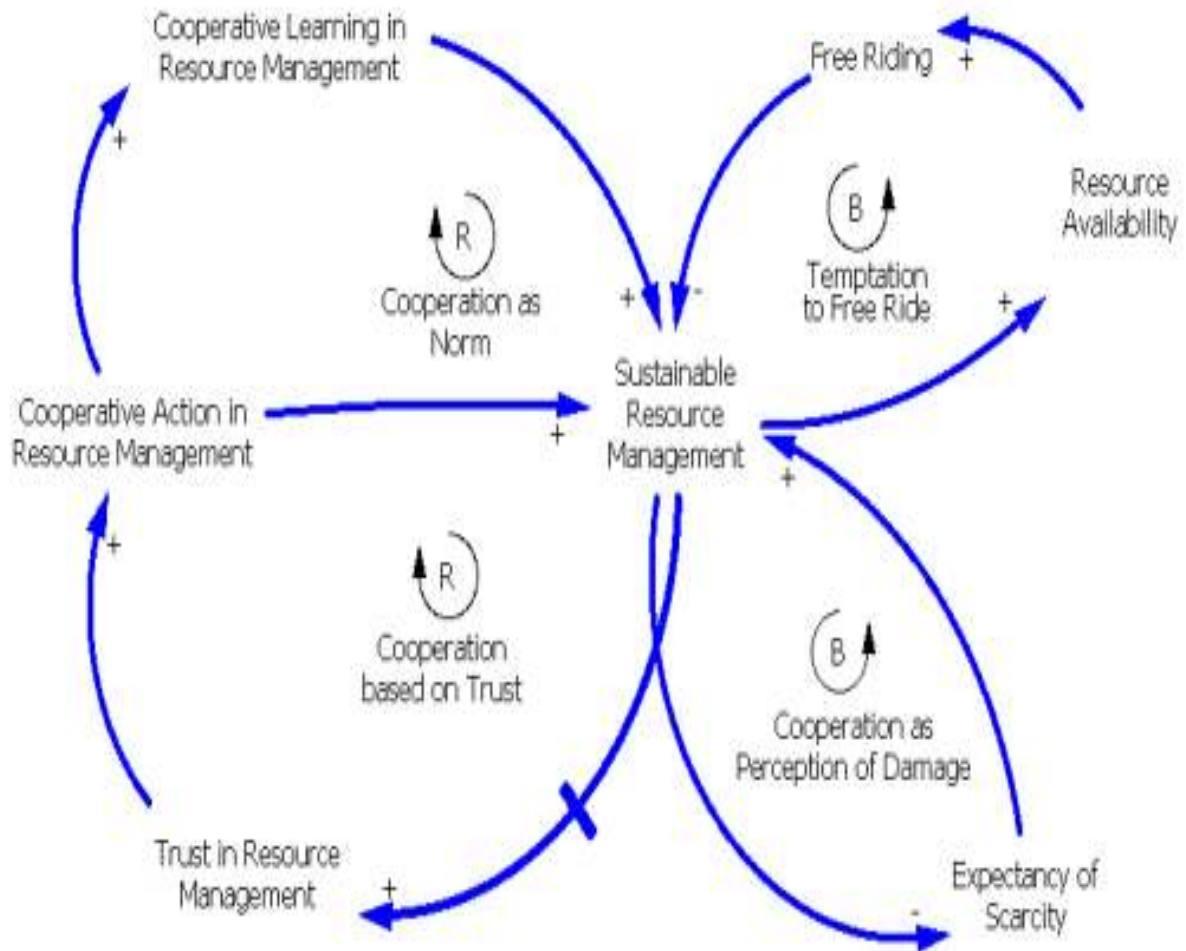 Cooperative Learning in
Resource Management
+
Free Riding
+
Resource
Availability
R
Cooperation as
Norm
B
Temptation
to Free Ride
+
-
+
Cooperative Action in
Resource Management
+
Sustainable
Resource
Management
+
+
R
Cooperation
based on Trust
B
Cooperation as
Perception of Damage
Trust in Resource
Management
+
Expectancy of
Scarcity
-